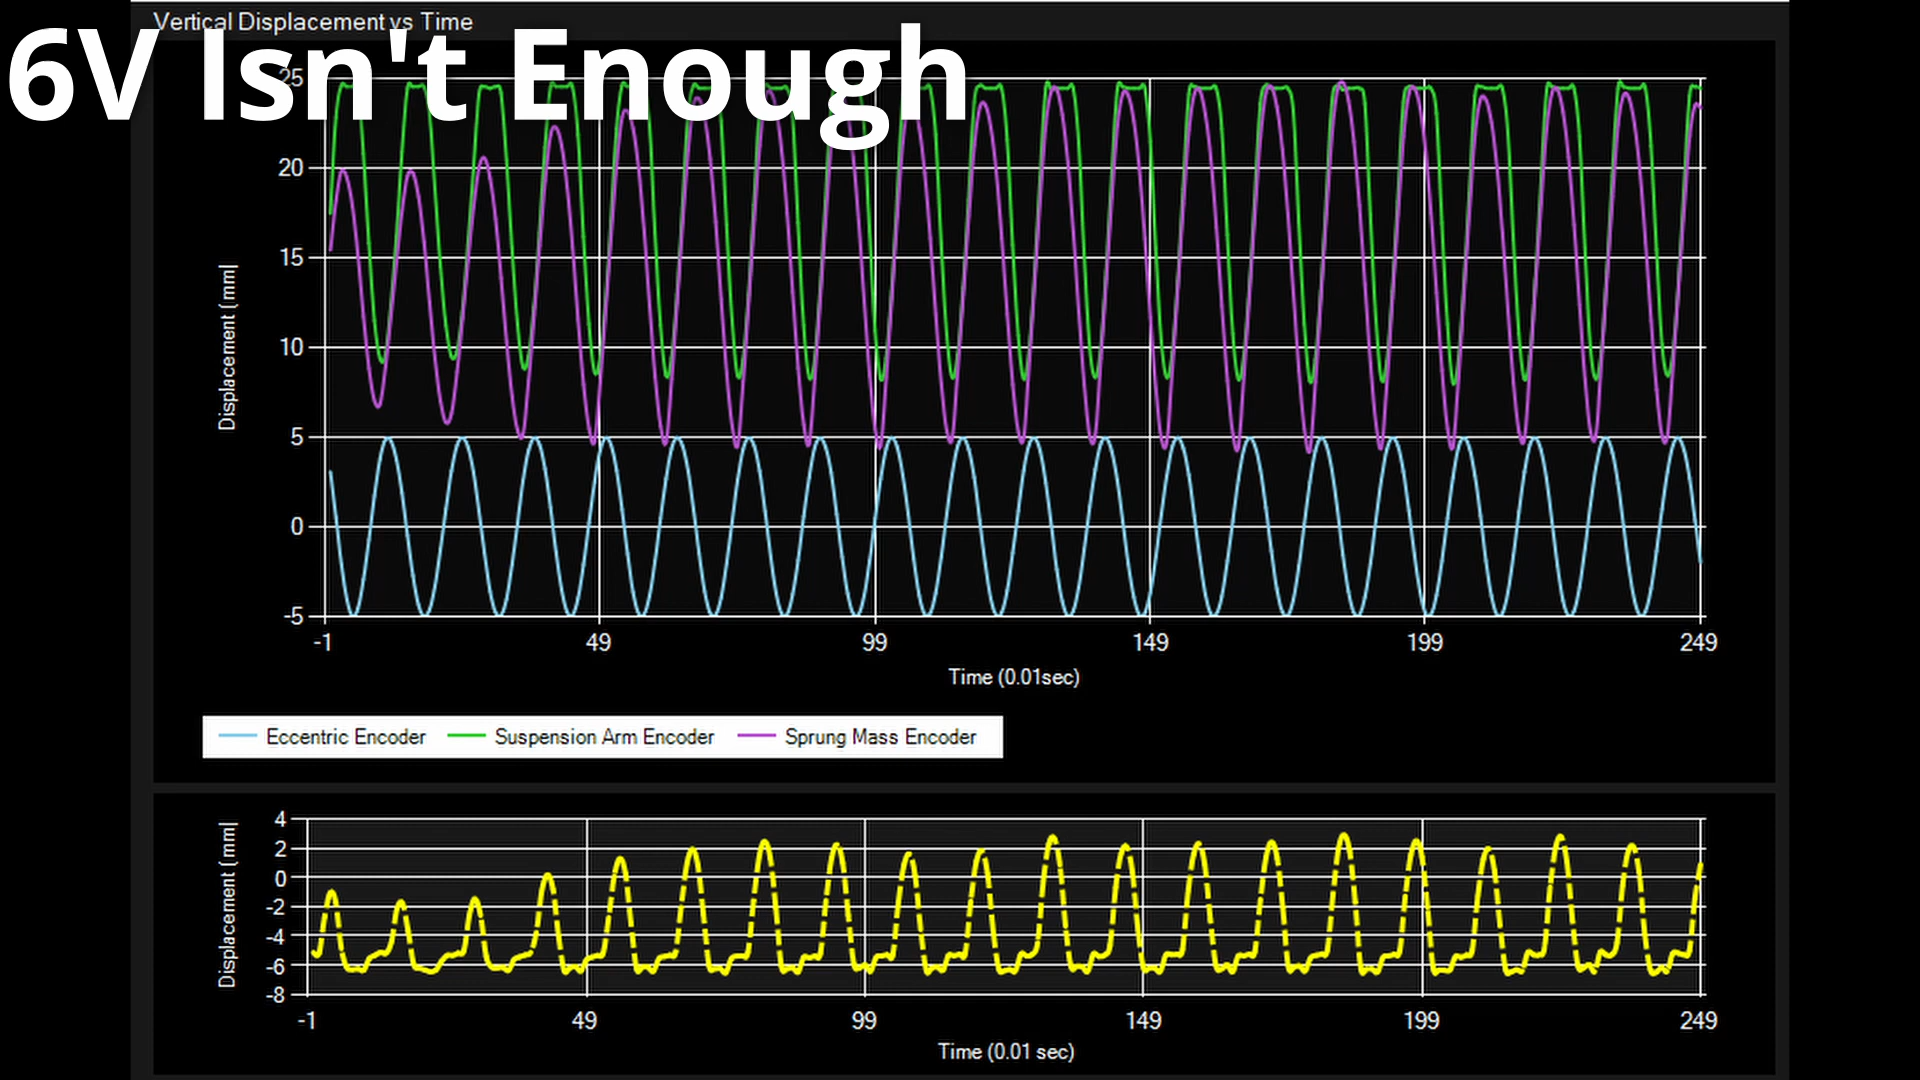 Vertical Displacement vs Time
6V Isn't Enough
25
20
15
10
5
0
-5
Displacement (mm|
-1 49 99 149 199 249
Time (0.01sec)
Eccentric Encoder Suspension Arm Encoder Sprung Mass Encoder
4
2
0
-2
-4
-6
-8
Displacement (mm|
-1 49 99 149 199 249
Time (0.01 sec)